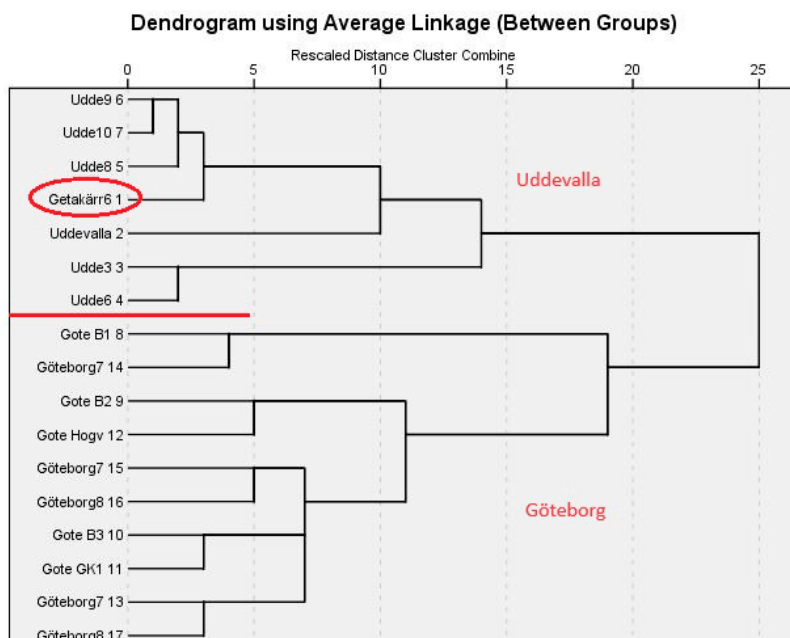 Dendrogram using Average Linkage (Between Groups)
Rescaled Distance Cluster Combine
0 5 10 15 20 25
Udde9 6
Udde10 7
Udde8 5
Getakärr6 1
Uddevalla 2
Udde3 3
Udde6 4
Gote B1 8
Göteborg7 14
Gote B2 9
Gote Hogv 12
Göteborg7 15
Göteborg8 16
Gote B3 10
Gote GK1 11
Göteborg7 13
Göteborg8 17
Uddevalla
Göteborg